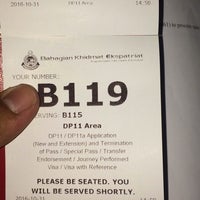 2016-10-31 14:50
DP11 Area
Bahagian Khidmat Ekspatriat
YOUR NUMBER:
B119
SERVING: B115
DP11 Area
DP11 / DP11a Application
(New and Extension) and Termination
of Pass / Special Pass / Transfer
Endorsement / Journey Performed
Visa / Visa with Reference
PLEASE BE SEATED. YOU
WILL BE SERVED SHORTLY.
2016-10-31 14:50